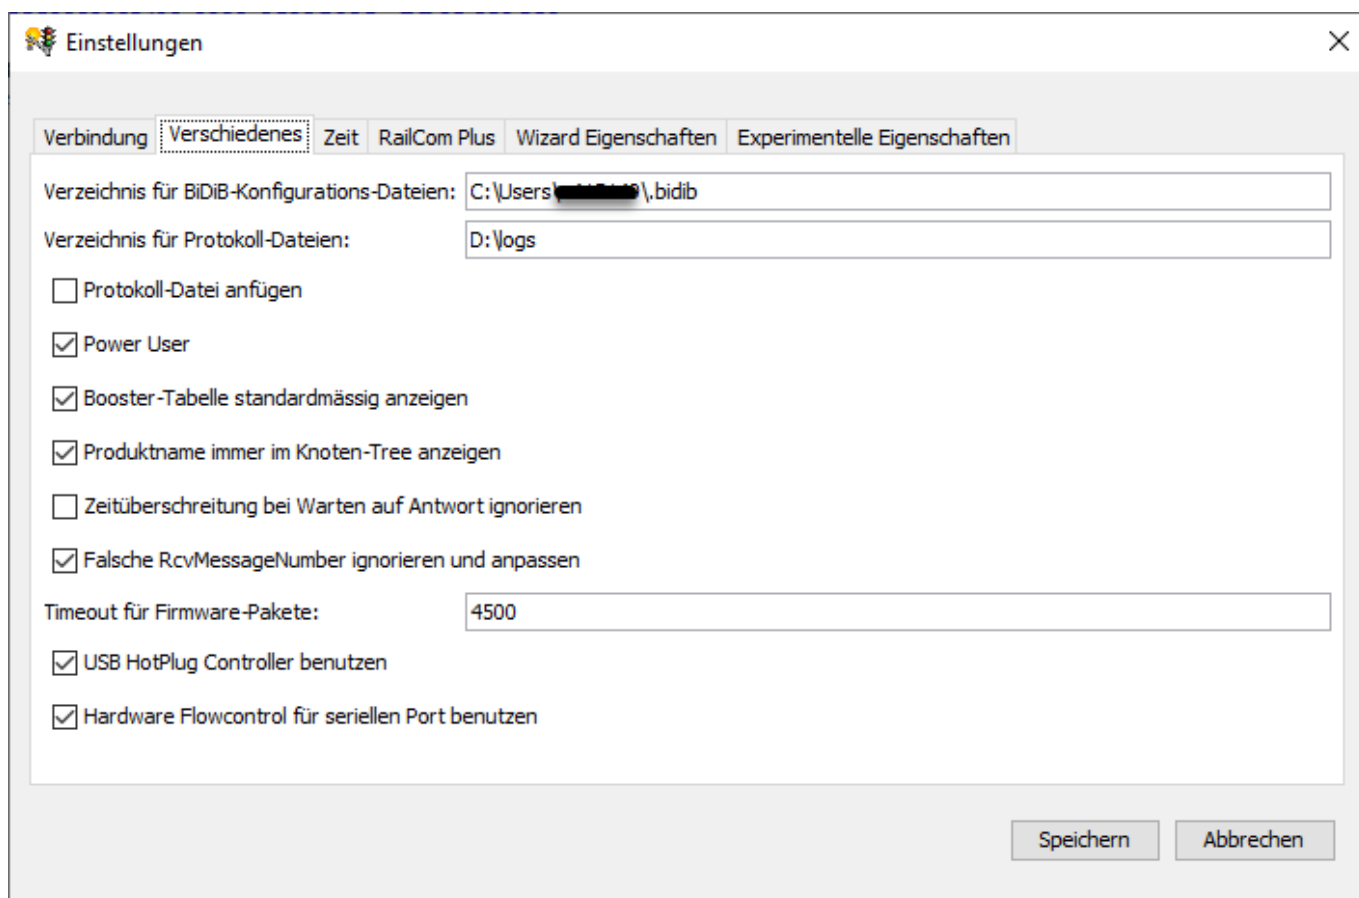 Einstellungen
Verbindung Verschiedenes Zeit RailCom Plus Wizard Eigenschaften Experimentelle Eigenschaften
Verzeichnis für BiDiB-Konfigurations-Dateien: C:\Users\ \.bidib
Verzeichnis für Protokoll-Dateien: D:\logs
Protokoll-Datei anfügen
Power User
Booster-Tabelle standardmässig anzeigen
Produktname immer im Knoten-Tree anzeigen
Zeitüberschreitung bei Warten auf Antwort ignorieren
Falsche RcvMessageNumber ignorieren und anpassen
Timeout für Firmware-Pakete: 4500
USB HotPlug Controller benutzen
Hardware Flowcontrol für seriellen Port benutzen
Speichern Abbrechen